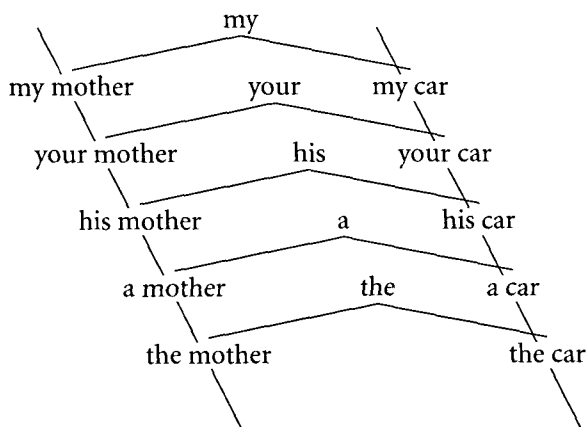 my
my mother your my car
your mother his your car
his mother a his car
a mother the a car
the mother the car